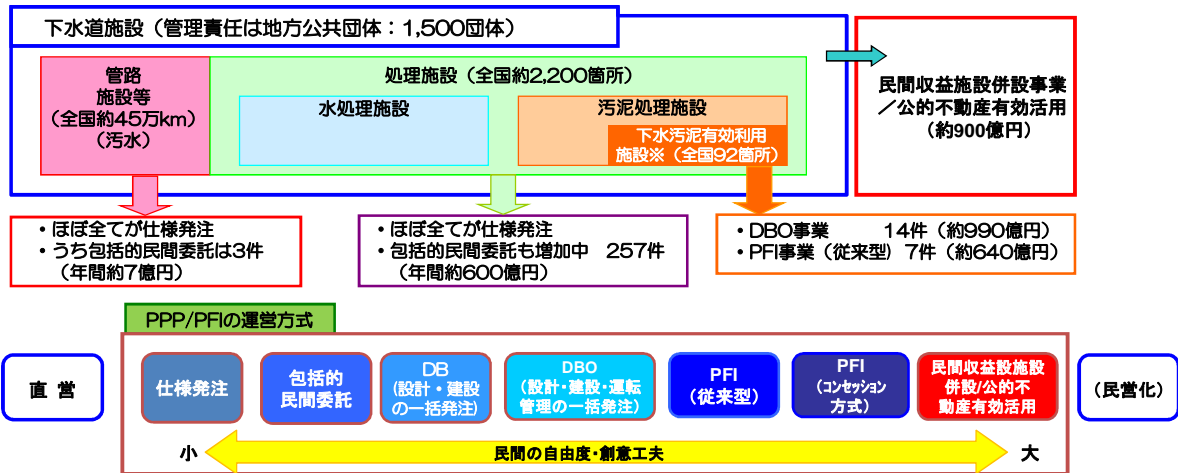 下水道施設（管理責任は地方公共団体：1,500団体）
管路
施設等
（全国約45万km）
（汚水）
処理施設（全国約2,200箇所）
水処理施設
汚泥処理施設
下水汚泥有効利用
施設※（全国92箇所）
民間収益施設併設事業
／公的不動産有効活用
（約900億円）
・ほぼ全てが仕様発注
・うち包括的民間委託は3件
（年間約7億円）
・ほぼ全てが仕様発注
・包括的民間委託も増加中　257件
（年間約600億円）
・DBO事業　　　14件（約990億円）
・PFI事業（従来型）7件（約640億円）
PPP/PFIの運営方式
直 営
仕様発注
包括的
民間委託
DB
（設計・建設
の一括発注）
DBO
（設計・建設・運転
管理の一括発注）
PFI
（従来型）
PFI
（コンセッション
方式）
民間収益施設
併設/公的不
動産有効活用
（民営化）
小
民間の自由度・創意工夫
大